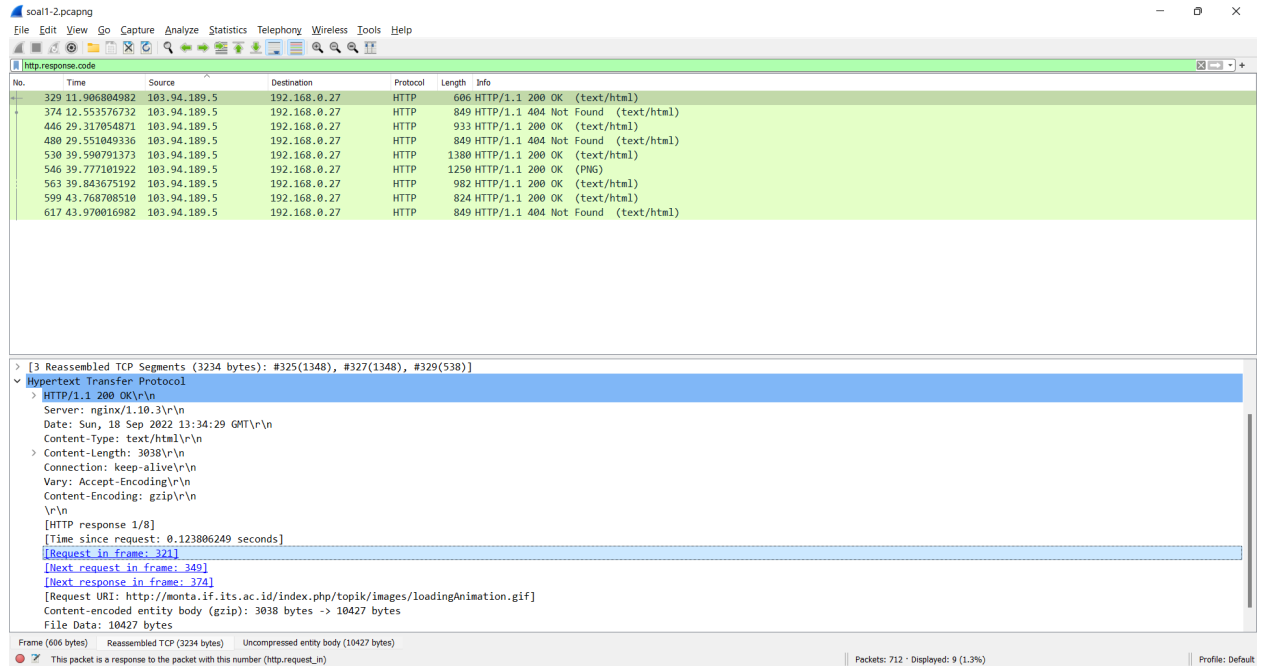 soal1-2.pcapng
File Edit View Go Capture Analyze Statistics Telephony Wireless Tools Help
http.response.code
No. Time Source Destination Protocol Length Info
329 11.906804982 103.94.189.5 192.168.0.27 HTTP 606 HTTP/1.1 200 OK (text/html)
374 12.553576732 103.94.189.5 192.168.0.27 HTTP 849 HTTP/1.1 404 Not Found (text/html)
446 29.317054871 103.94.189.5 192.168.0.27 HTTP 933 HTTP/1.1 200 OK (text/html)
480 29.551049336 103.94.189.5 192.168.0.27 HTTP 849 HTTP/1.1 404 Not Found (text/html)
530 39.590791373 103.94.189.5 192.168.0.27 HTTP 1380 HTTP/1.1 200 OK (text/html)
546 39.777101922 103.94.189.5 192.168.0.27 HTTP 1250 HTTP/1.1 200 OK (PNG)
563 39.843675192 103.94.189.5 192.168.0.27 HTTP 982 HTTP/1.1 200 OK (text/html)
599 43.768708510 103.94.189.5 192.168.0.27 HTTP 824 HTTP/1.1 200 OK (text/html)
617 43.970016982 103.94.189.5 192.168.0.27 HTTP 849 HTTP/1.1 404 Not Found (text/html)
[3 Reassembled TCP Segments (3234 bytes): #325(1348), #327(1348), #329(538)]
Hypertext Transfer Protocol
HTTP/1.1 200 OK\r\n
Server: nginx/1.10.3\r\n
Date: Sun, 18 Sep 2022 13:34:29 GMT\r\n
Content-Type: text/html\r\n
Content-Length: 3038\r\n
Connection: keep-alive\r\n
Vary: Accept-Encoding\r\n
Content-Encoding: gzip\r\n
\r\n
[HTTP response 1/8]
[Time since request: 0.123806249 seconds]
[Request in frame: 321]
[Next request in frame: 349]
[Next response in frame: 374]
[Request URI: http://monta.if.its.ac.id/index.php/topik/images/loadingAnimation.gif]
Content-encoded entity body (gzip): 3038 bytes -> 10427 bytes
File Data: 10427 bytes
Frame (606 bytes) Reassembled TCP (3234 bytes) Uncompressed entity body (10427 bytes)
This packet is a response to the packet with this number (http.request_in) Packets: 712 · Displayed: 9 (1.3%) Profile: Default